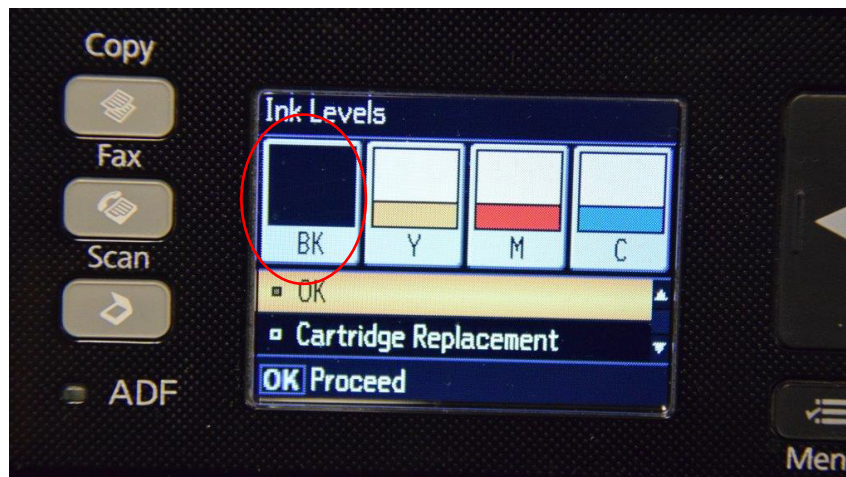 Copy
Fax
Scan
ADF
Ink Levels
BK Y M C
OK
Cartridge Replacement
OK Proceed
Men